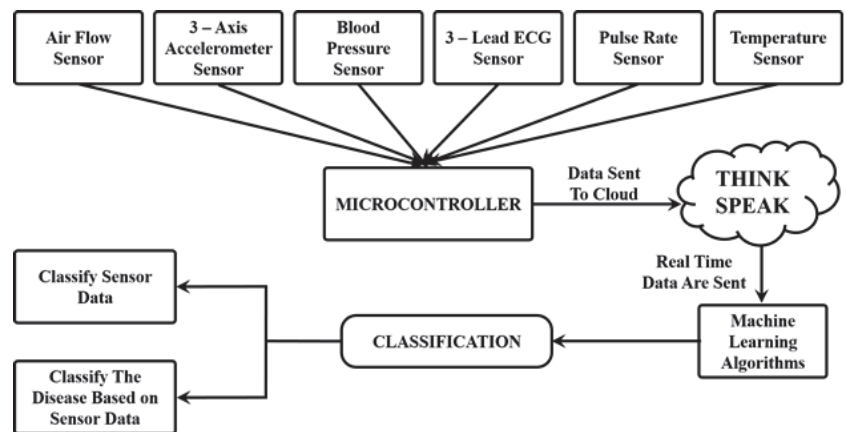 Air Flow
Sensor
3 – Axis
Accelerometer
Sensor
Blood
Pressure
Sensor
3 – Lead ECG
Sensor
Pulse Rate
Sensor
Temperature
Sensor
MICROCONTROLLER
Data Sent
To Cloud
THINK
SPEAK
Real Time
Data Are Sent
Machine
Learning
Algorithms
CLASSIFICATION
Classify Sensor
Data
Classify The
Disease Based on
Sensor Data